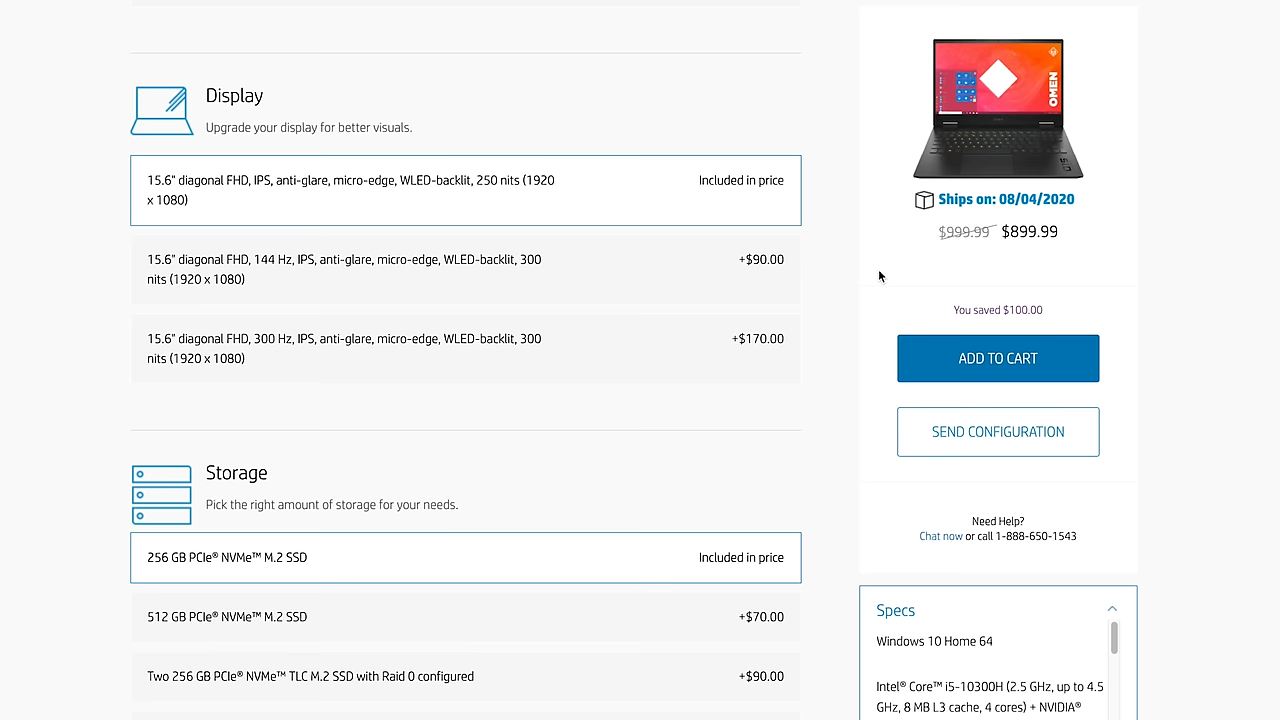 Display
Upgrade your display for better visuals.
15.6" diagonal FHD, IPS, anti-glare, micro-edge, WLED-backlit, 250 nits (1920
x 1080)
Included in price
15.6" diagonal FHD, 144 Hz, IPS, anti-glare, micro-edge, WLED-backlit, 300
nits (1920 x 1080)
+$90.00
15.6" diagonal FHD, 300 Hz, IPS, anti-glare, micro-edge, WLED-backlit, 300
nits (1920 x 1080)
+$170.00
Storage
Pick the right amount of storage for your needs.
256 GB PCIe® NVMe™ M.2 SSD
Included in price
512 GB PCIe® NVMe™ M.2 SSD
+$70.00
Two 256 GB PCIe® NVMe™ TLC M.2 SSD with Raid 0 configured
+$90.00
OMEN
Ships on: 08/04/2020
$999.99 $899.99
You saved $100.00
ADD TO CART
SEND CONFIGURATION
Need Help?
Chat now or call 1-888-650-1543
Specs
Windows 10 Home 64
Intel® Core™ i5-10300H (2.5 GHz, up to 4.5
GHz, 8 MB L3 cache, 4 cores) + NVIDIA®